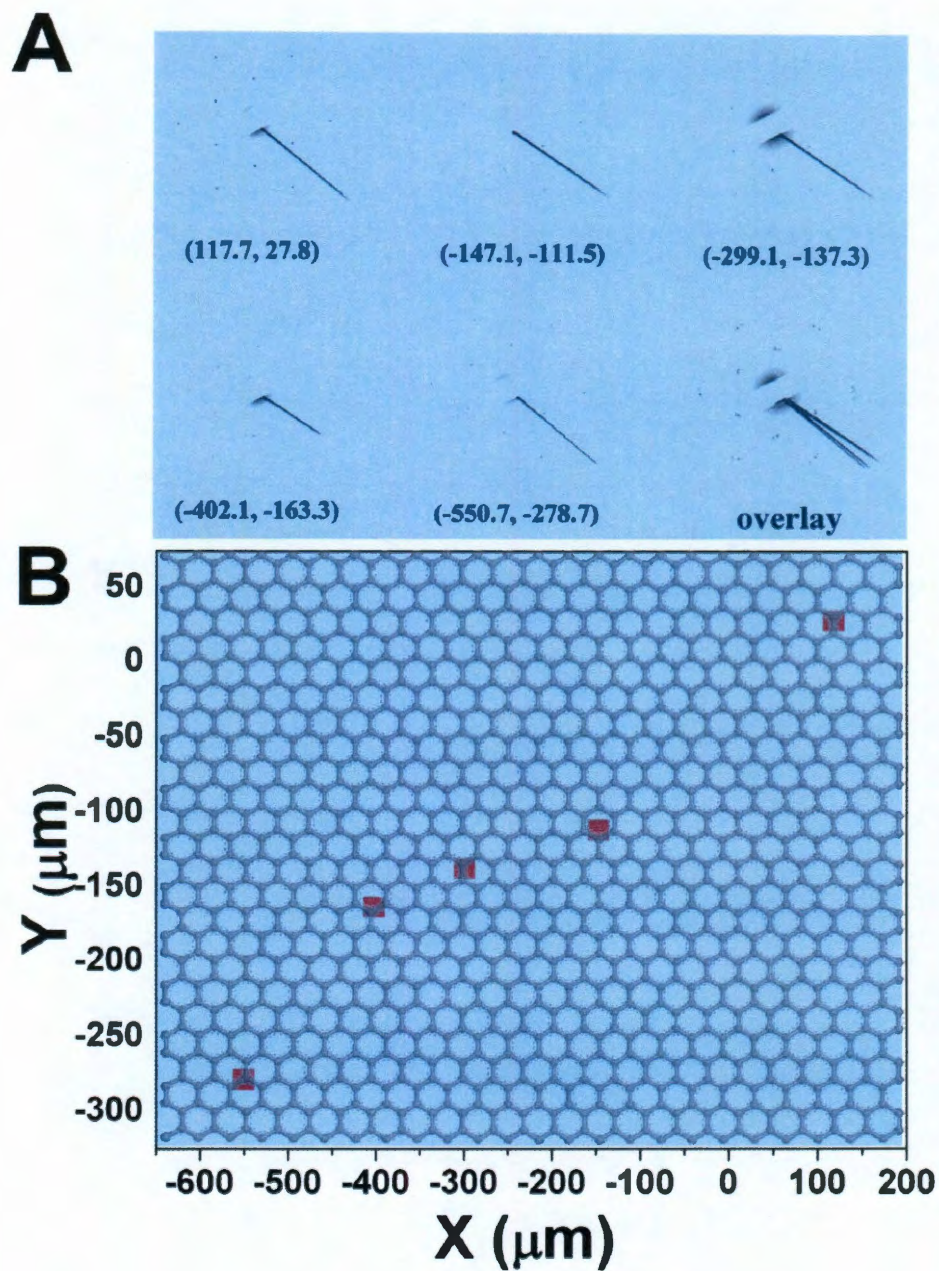 A
(117.7, 27.8) (-147.1, -111.5) (-299.1, -137.3)
(-402.1, -163.3) (-550.7, -278.7) overlay
B
50
0
-50
-100
-150
-200
-250
-300
Y (μm)
-600 -500 -400 -300 -200 -100 0 100 200
X (μm)